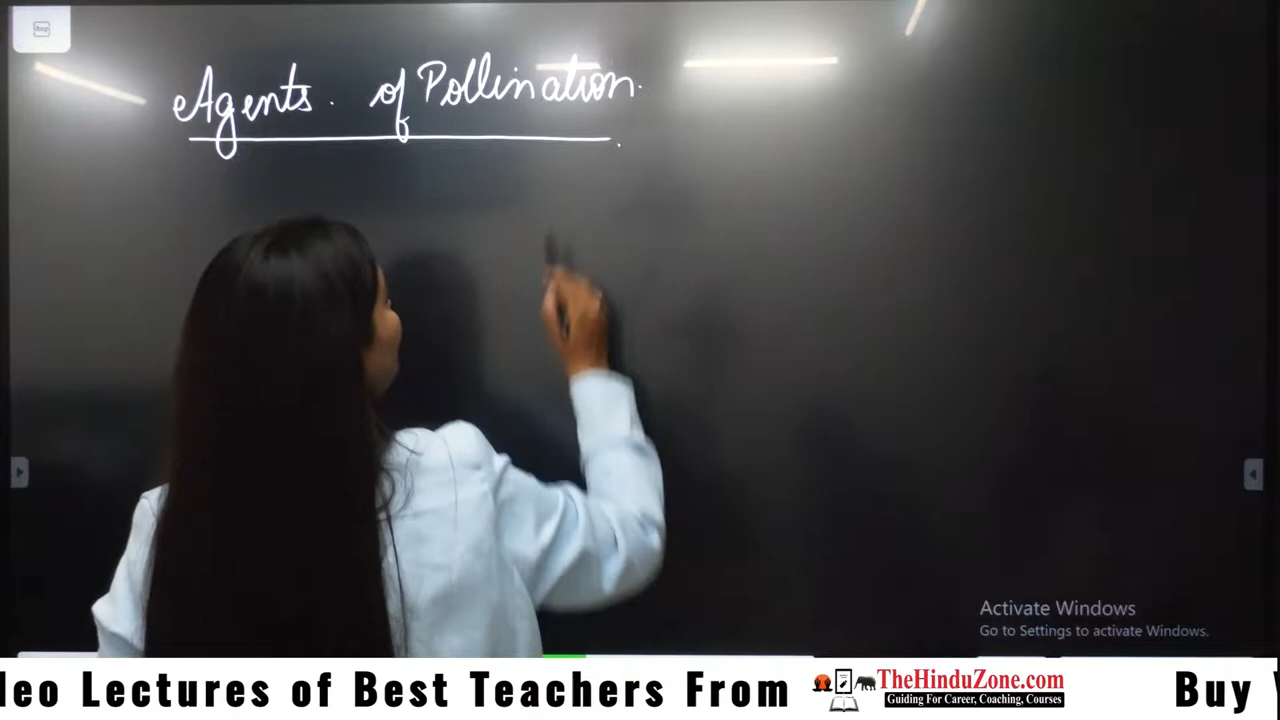 Agents. of Pollination.
Activate Windows
Go to Settings to activate Windows.
deo Lectures of Best Teachers From
TheHinduZone.com
Guiding For Career, Coaching, Courses
Buy